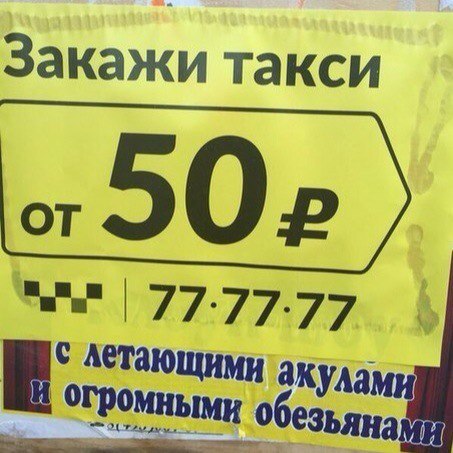 Закажи такси
от 50 ₽
77·77·77
с летающими акулами
и огромными обезьянами